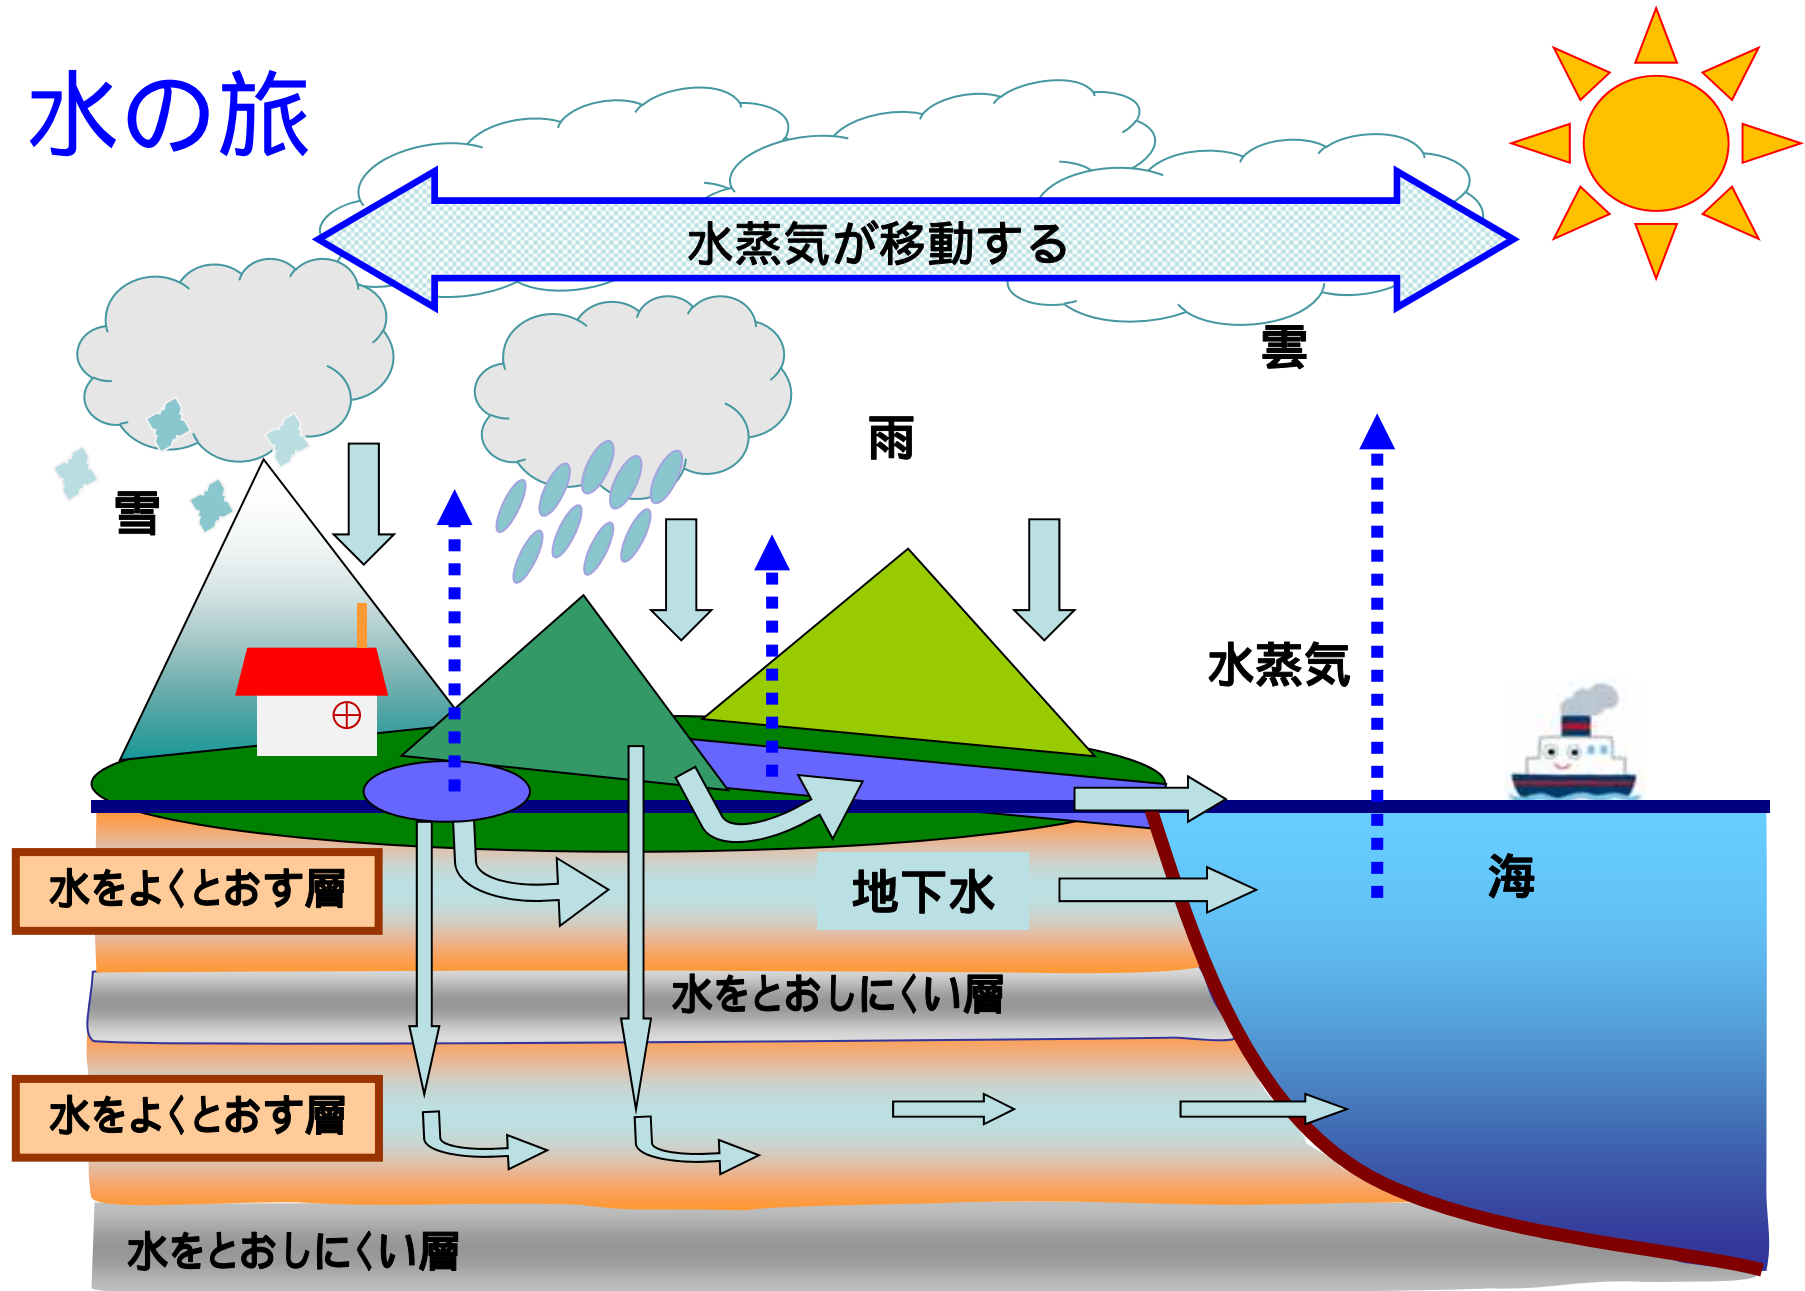 水の旅
水蒸気が移動する
雲
雨
雪
水蒸気
海
水をよくとおす層
地下水
水をとおしにくい層
水をよくとおす層
水をとおしにくい層